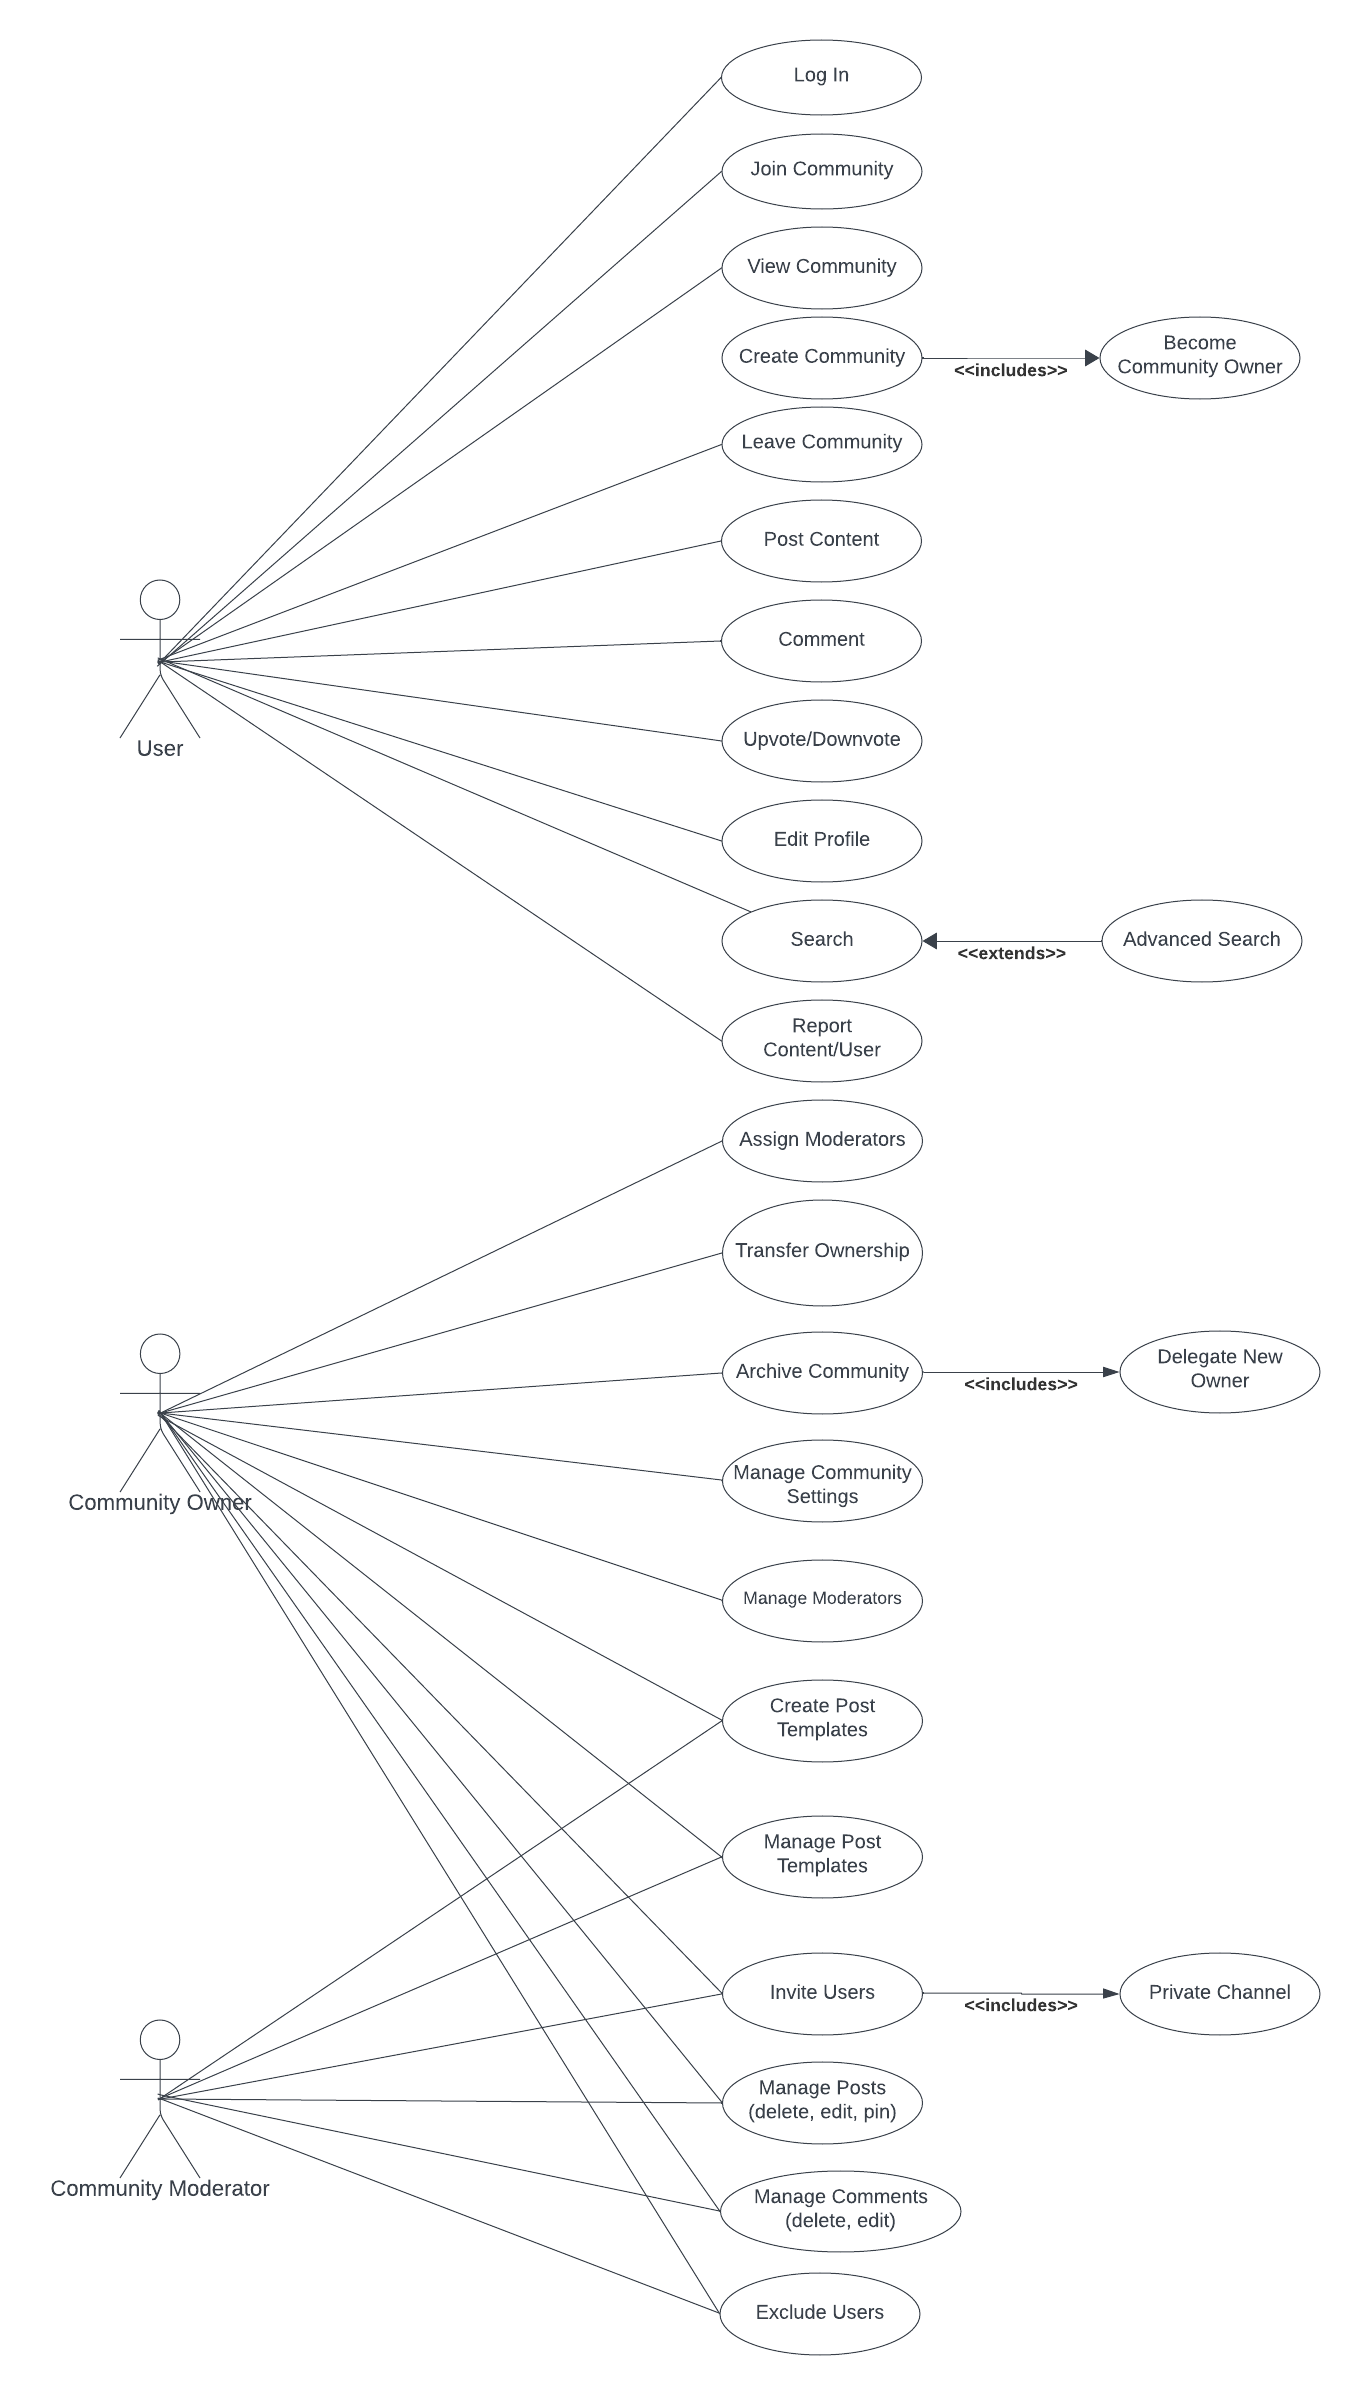 Log In
Join Community
View Community
Create Community
<<includes>>
Become
Community Owner
Leave Community
Post Content
Comment
User
Upvote/Downvote
Edit Profile
Search
<<extends>>
Advanced Search
Report
Content/User
Assign Moderators
Transfer Ownership
Archive Community
<<includes>>
Delegate New
Owner
Community Owner
Manage Community
Settings
Manage Moderators
Create Post
Templates
Manage Post
Templates
Invite Users
<<includes>>
Private Channel
Community Moderator
Manage Posts
(delete, edit, pin)
Manage Comments
(delete, edit)
Exclude Users